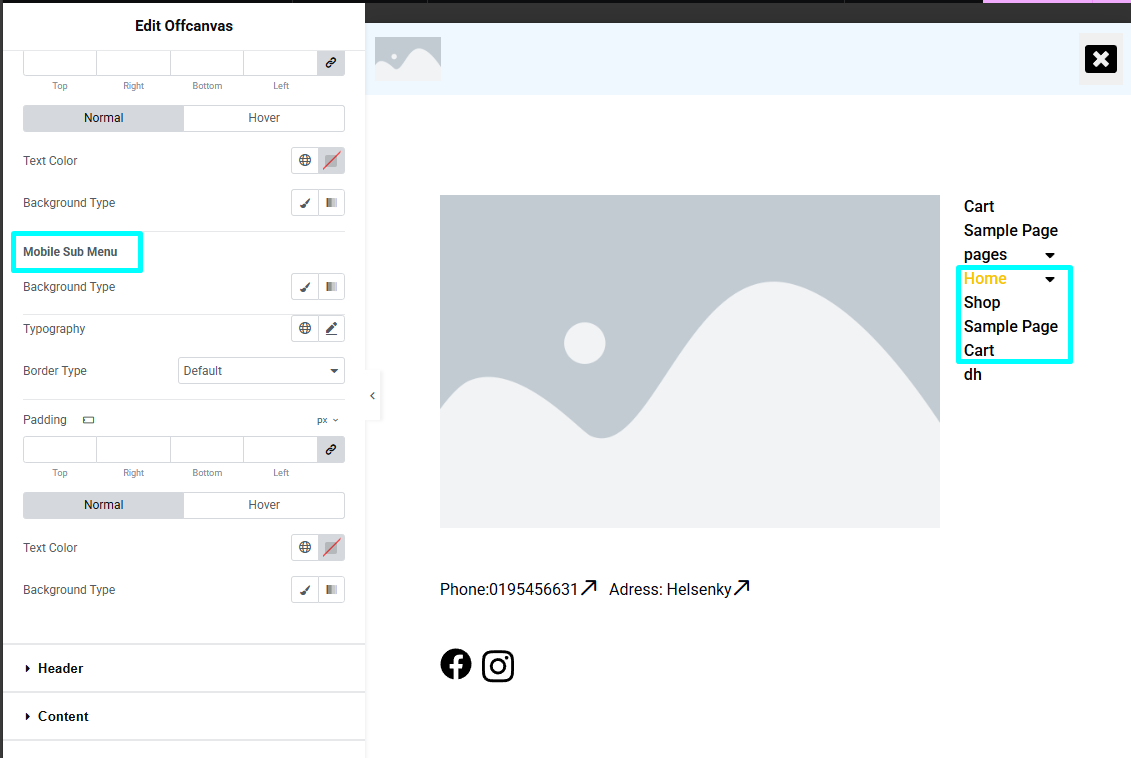 Edit Offcanvas
Top Right Bottom Left
Normal Hover
Text Color
Background Type
Mobile Sub Menu
Background Type
Typography
Border Type Default
Padding px
Top Right Bottom Left
Normal Hover
Text Color
Background Type
Header
Content
Cart
Sample Page
pages
Home
Shop
Sample Page
Cart
dh
Phone:0195456631 Adress: Helsenky